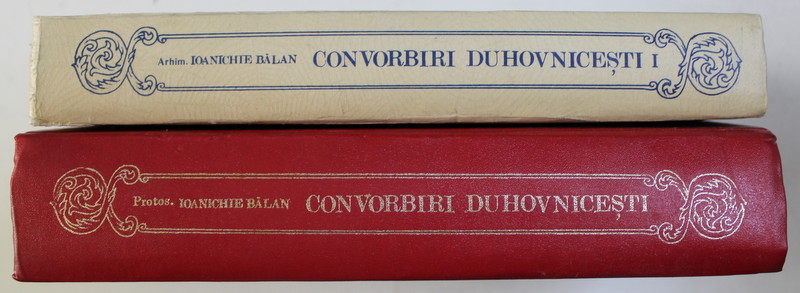 Arhim. IOANICHIE BĂLAN CONVORBIRI DUHOVNICEȘTI I
Protos. IOANICHIE BĂLAN CONVORBIRI DUHOVNICEȘTI